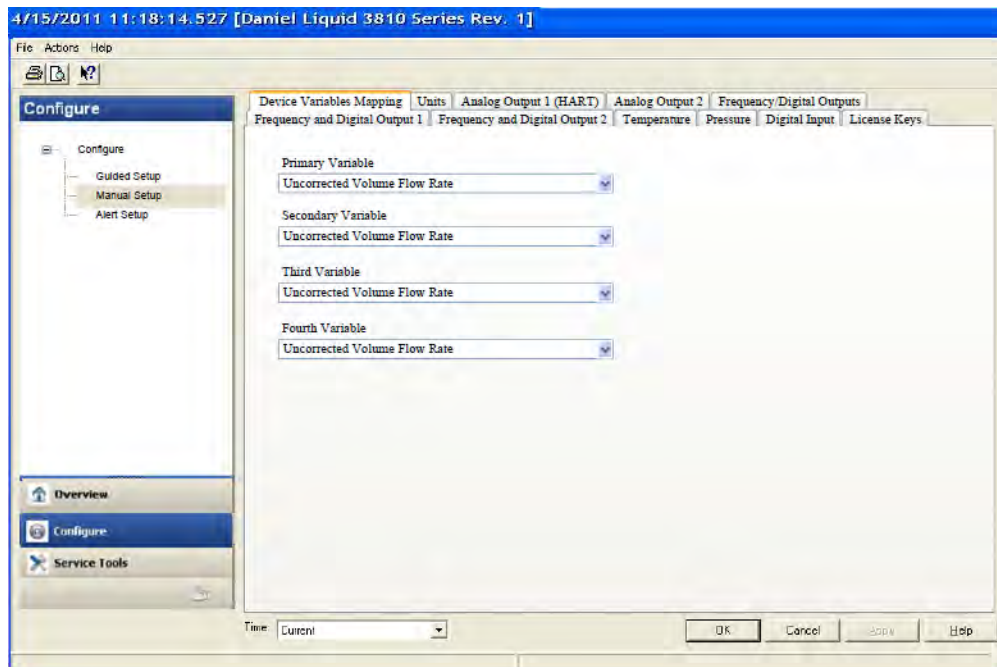 4/15/2011 11:18:14.527 [Daniel Liquid 3810 Series Rev. 1]
File Actions Help
Configure
Configure
Guided Setup
Manual Setup
Alert Setup
Overview
Configure
Service Tools
Device Variables Mapping Units Analog Output 1 (HART) Analog Output 2 Frequency/Digital Outputs
Frequency and Digital Output 1 Frequency and Digital Output 2 Temperature Pressure Digital Input License Keys
Primary Variable
Uncorrected Volume Flow Rate
Secondary Variable
Uncorrected Volume Flow Rate
Third Variable
Uncorrected Volume Flow Rate
Fourth Variable
Uncorrected Volume Flow Rate
Time Current
OK Cancel Apply Help